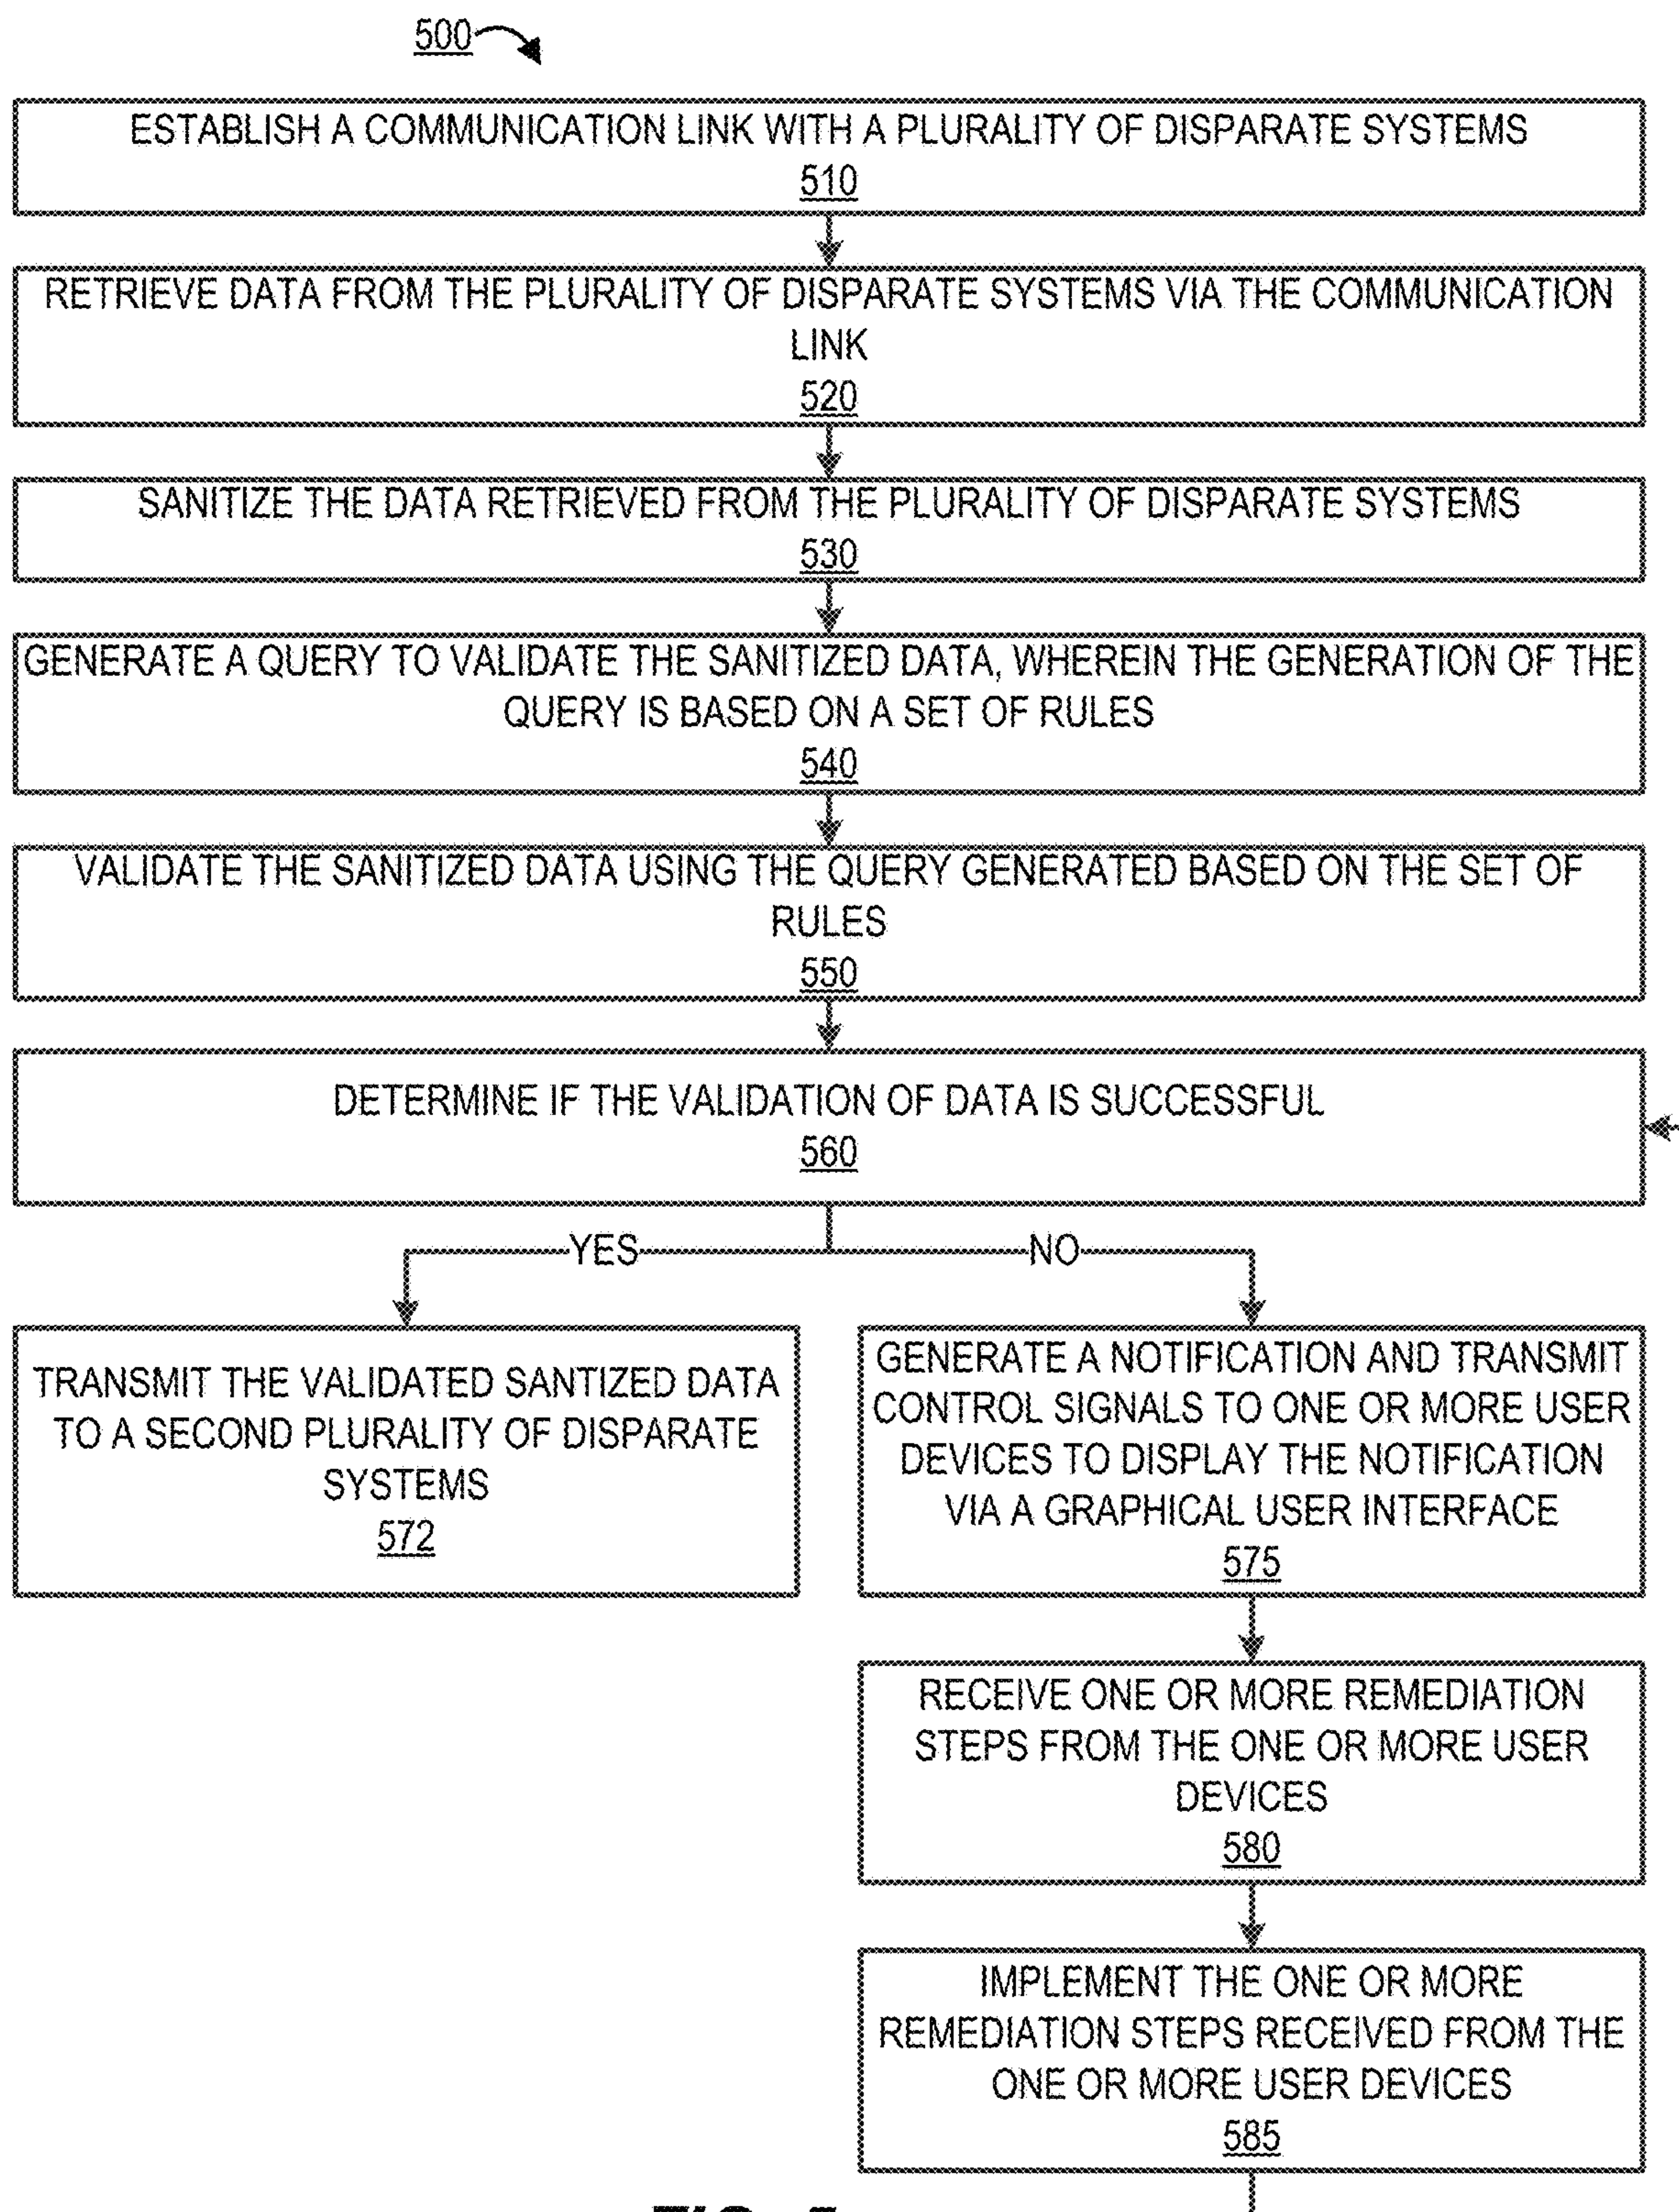 500
ESTABLISH A COMMUNICATION LINK WITH A PLURALITY OF DISPARATE SYSTEMS
510
RETRIEVE DATA FROM THE PLURALITY OF DISPARATE SYSTEMS VIA THE COMMUNICATION
LINK
520
SANITIZE THE DATA RETRIEVED FROM THE PLURALITY OF DISPARATE SYSTEMS
530
GENERATE A QUERY TO VALIDATE THE SANITIZED DATA, WHEREIN THE GENERATION OF THE
QUERY IS BASED ON A SET OF RULES
540
VALIDATE THE SANITIZED DATA USING THE QUERY GENERATED BASED ON THE SET OF
RULES
550
DETERMINE IF THE VALIDATION OF DATA IS SUCCESSFUL
560
YES
NO
TRANSMIT THE VALIDATED SANTIZED DATA
TO A SECOND PLURALITY OF DISPARATE
SYSTEMS
572
GENERATE A NOTIFICATION AND TRANSMIT
CONTROL SIGNALS TO ONE OR MORE USER
DEVICES TO DISPLAY THE NOTIFICATION
VIA A GRAPHICAL USER INTERFACE
575
RECEIVE ONE OR MORE REMEDIATION
STEPS FROM THE ONE OR MORE USER
DEVICES
580
IMPLEMENT THE ONE OR MORE
REMEDIATION STEPS RECEIVED FROM THE
ONE OR MORE USER DEVICES
585